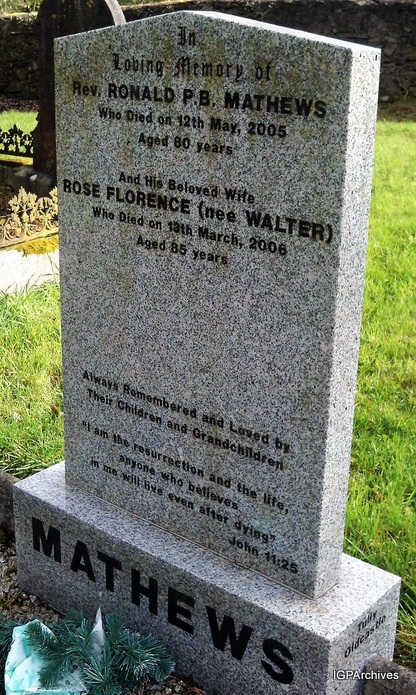 In
Loving Memory of
Rev. RONALD P.B. MATHEWS
Who Died on 12th May, 2005
Aged 80 years
And His Beloved Wife
ROSE FLORENCE (nee WALTER)
Who Died on 13th March, 2006
Aged 85 years
Always Remembered and Loved by
Their Children and Grandchildren
"I am the resurrection and the life,
anyone who believes
in me will live even after dying"
John 11:25
MATHEWS
Tully
Oldcastle
IGPArchives